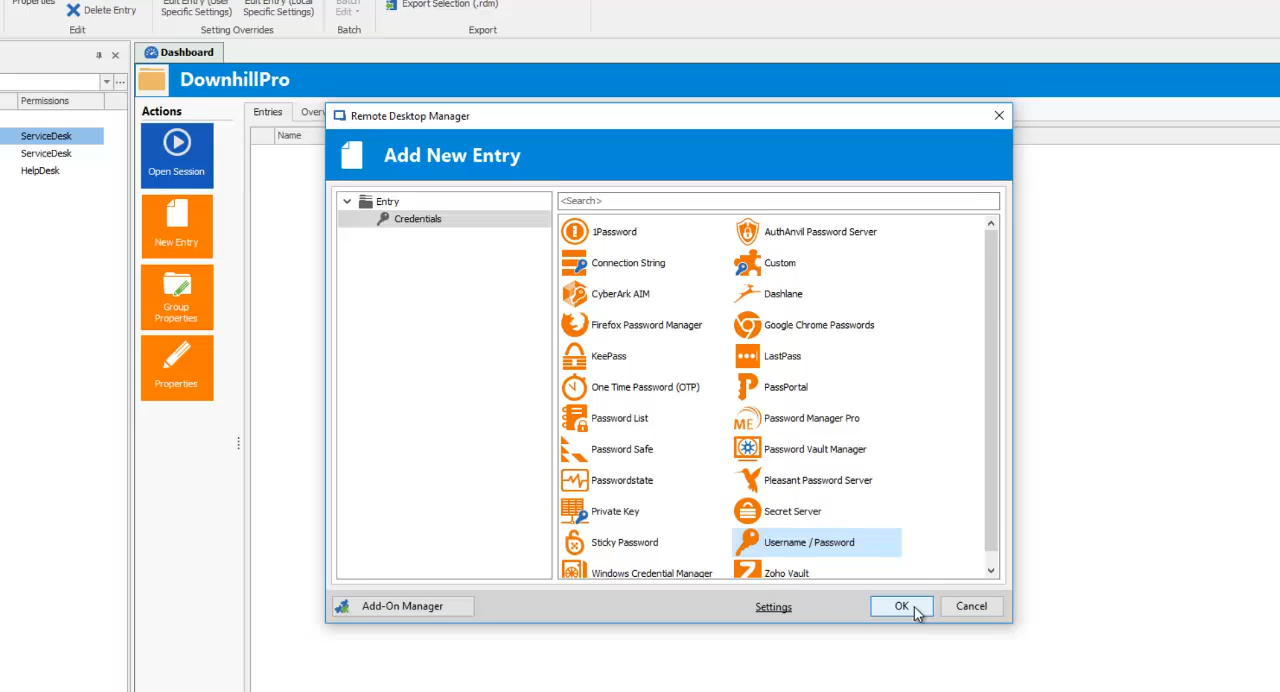 Properties
Delete Entry
Edit Entry (User
Specific Settings)
Edit Entry (Local
Specific Settings)
Batch
Edit
Export Selection (.rdm)
Edit
Setting Overrides
Batch
Export
Dashboard
DownhillPro
Permissions
ServiceDesk
ServiceDesk
HelpDesk
Actions
Open Session
New Entry
Group
Properties
Properties
Entries
Overv
Name
Remote Desktop Manager
Add New Entry
Entry
Credentials
<Search>
1Password
AuthAnvil Password Server
Connection String
Custom
CyberArk AIM
Dashlane
Firefox Password Manager
Google Chrome Passwords
KeePass
LastPass
One Time Password (OTP)
PassPortal
Password List
ME
Password Manager Pro
Password Safe
Password Vault Manager
Passwordstate
Pleasant Password Server
Private Key
Secret Server
Sticky Password
Username / Password
Windows Credential Manager
Zoho Vault
Add-On Manager
Settings
OK
Cancel